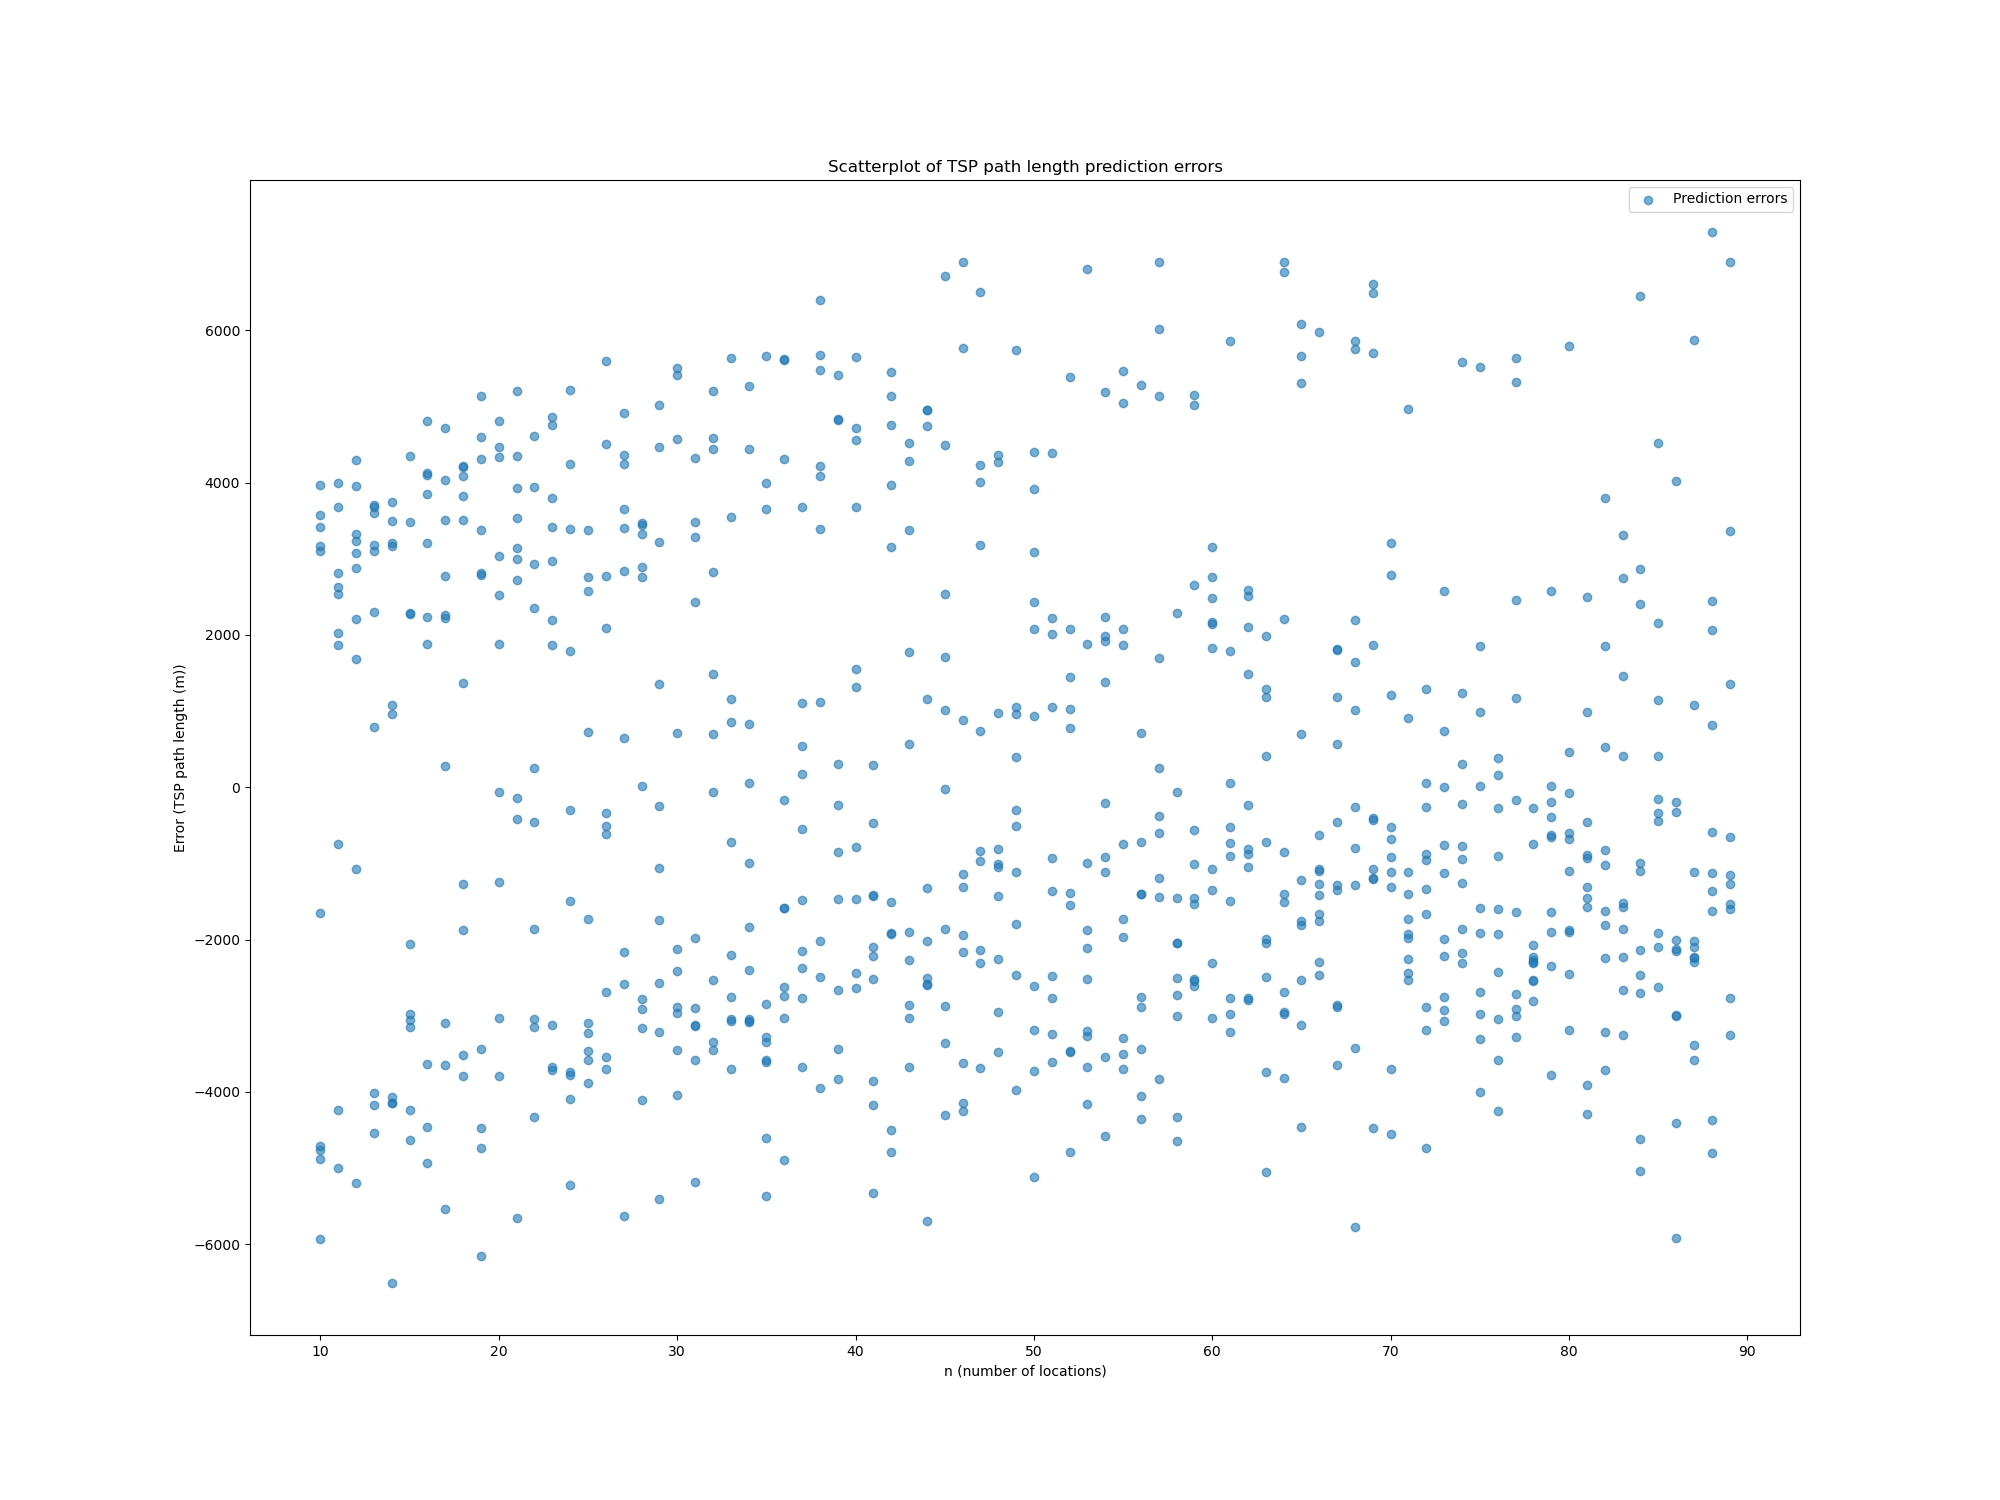 Scatterplot of TSP path length prediction errors
Prediction errors
6000
4000
2000
0
−2000
−4000
−6000
Error (TSP path length (m))
10 20 30 40 50 60 70 80 90
n (number of locations)